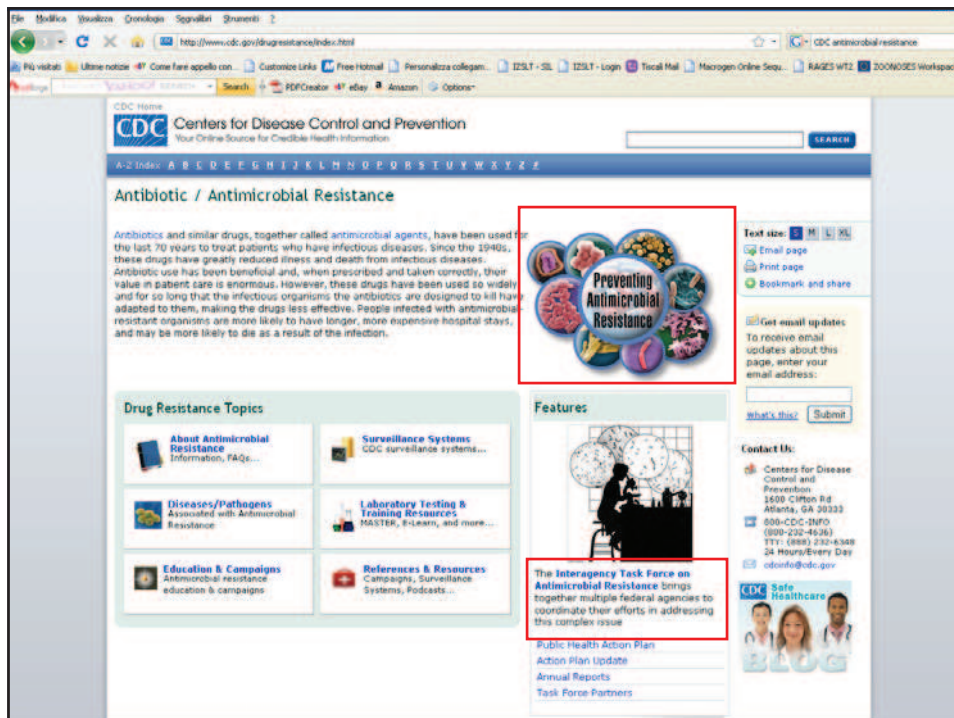 File Modifica Visualizza Cronologia Segnalibri Strumenti ?
http://www.cdc.gov/drugresistance/index.html
CDC antimicrobial resistance
Più visitati Ultime notizie Come fare appello con... Customize Links Free Hotmail Personalizza collegam... IZSLT - SIL IZSLT - Login Tiscali Mail Macrogen Online Sequ... RAGES WT2 ZOONOSES Workspac
Search PDFCreator eBay Amazon Options
CDC Home
CDC Centers for Disease Control and Prevention
Your Online Source for Credible Health Information
SEARCH
A-Z Index A B C D E F G H I J K L M N O P Q R S T U V W X Y Z #
Antibiotic / Antimicrobial Resistance
Antibiotics and similar drugs, together called antimicrobial agents, have been used for
the last 70 years to treat patients who have infectious diseases. Since the 1940s,
these drugs have greatly reduced illness and death from infectious diseases.
Antibiotic use has been beneficial and, when prescribed and taken correctly, their
value in patient care is enormous. However, these drugs have been used so widely
and for so long that the infectious organisms the antibiotics are designed to kill have
adapted to them, making the drugs less effective. People infected with antimicrobial-
resistant organisms are more likely to have longer, more expensive hospital stays,
and may be more likely to die as a result of the infection.
Preventing
Antimicrobial
Resistance
Text size: S M L XL
Email page
Print page
Bookmark and share
Get email updates
To receive email
updates about this
page, enter your
email address:
What's this? Submit
Drug Resistance Topics
About Antimicrobial
Resistance
Information, FAQs...
Surveillance Systems
CDC surveillance systems...
Diseases/Pathogens
Associated with Antimicrobial
Resistance
Laboratory Testing &
Training Resources
MASTER, E-Learn, and more...
Education & Campaigns
Antimicrobial resistance
education & campaigns
References & Resources
Campaigns, Surveillance
Systems, Podcasts...
Features
The Interagency Task Force on
Antimicrobial Resistance brings
together multiple federal agencies to
coordinate their efforts in addressing
this complex issue
Public Health Action Plan
Action Plan Update
Annual Reports
Task Force Partners
Contact Us:
Centers for Disease
Control and
Prevention
1600 Clifton Rd
Atlanta, GA 30333
800-CDC-INFO
(800-232-4636)
TTY: (888) 232-6348
24 Hours/Every Day
cdcinfo@cdc.gov
CDC Safe
Healthcare
BLOG